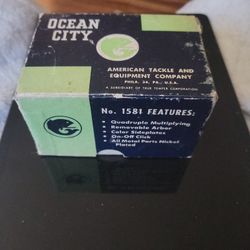 OCEAN
CITY
AMERICAN TACKLE AND
EQUIPMENT COMPANY
PHILA. 34, PA., U.S.A.
A SUBSIDIARY OF TRUE TEMPER CORPORATION
No. 1581 FEATURES:
• Quadruple Multiplying
• Removable Arbor
• Color Sideplates
• On-Off Click
• All Metal Parts Nickel
Plated